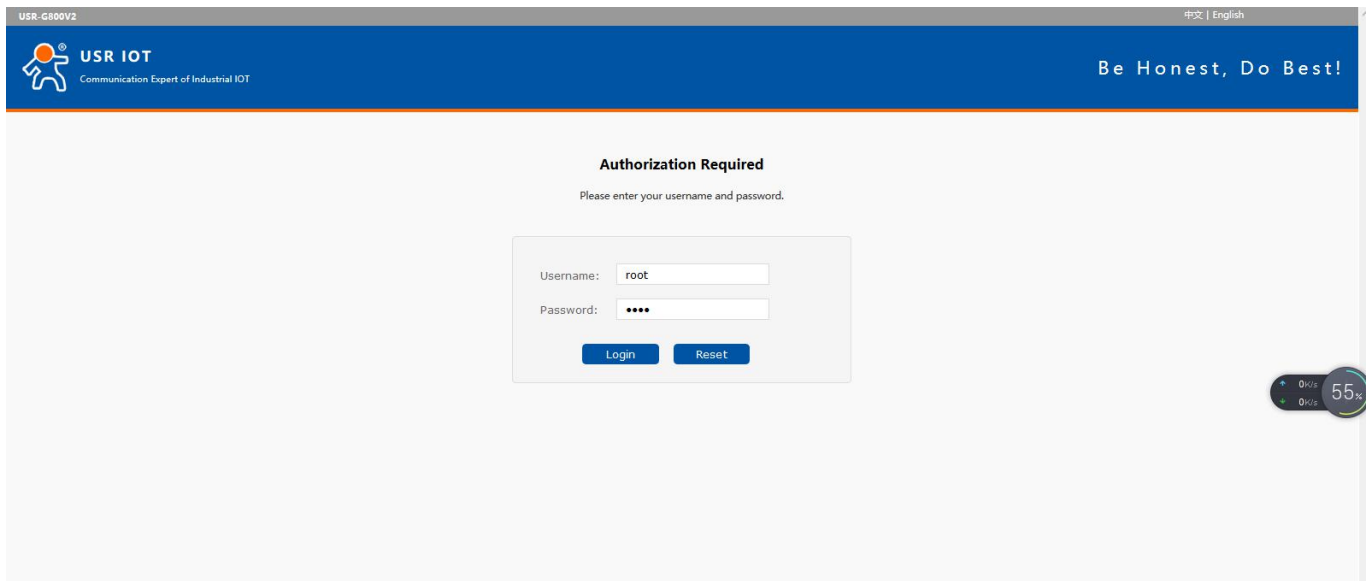 USR-G800V2
中文 | English
USR IOT
Communication Expert of Industrial IOT
Be Honest, Do Best!
Authorization Required
Please enter your username and password.
Username: root
Password: ••••
Login Reset
↑ 0K/s
↓ 0K/s
55%